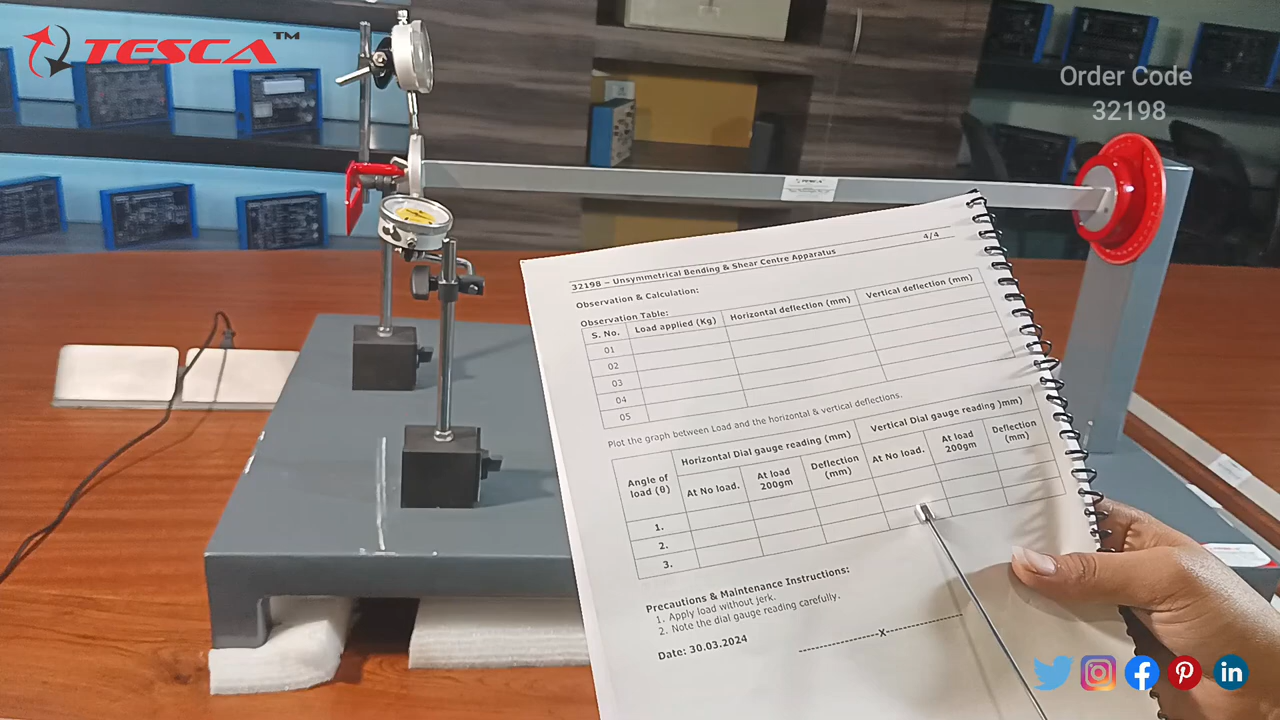 TESCA™
Order Code
32198
TESCA
4/4
32198 – Unsymmetrical Bending & Shear Centre Apparatus
Observation & Calculation:
Observation Table:
S. No. Load applied (Kg) Horizontal deflection (mm) Vertical deflection (mm)
01
02
03
04
05
Plot the graph between Load and the horizontal & vertical deflections.
Angle of load (θ) Horizontal Dial gauge reading (mm) Vertical Dial gauge reading )mm)
At No load. At load 200gm Deflection (mm) At No load. At load 200gm Deflection (mm)
1.
2.
3.
Precautions & Maintenance Instructions:
1. Apply load without jerk.
2. Note the dial gauge reading carefully.
Date: 30.03.2024
---------------X---------------
in